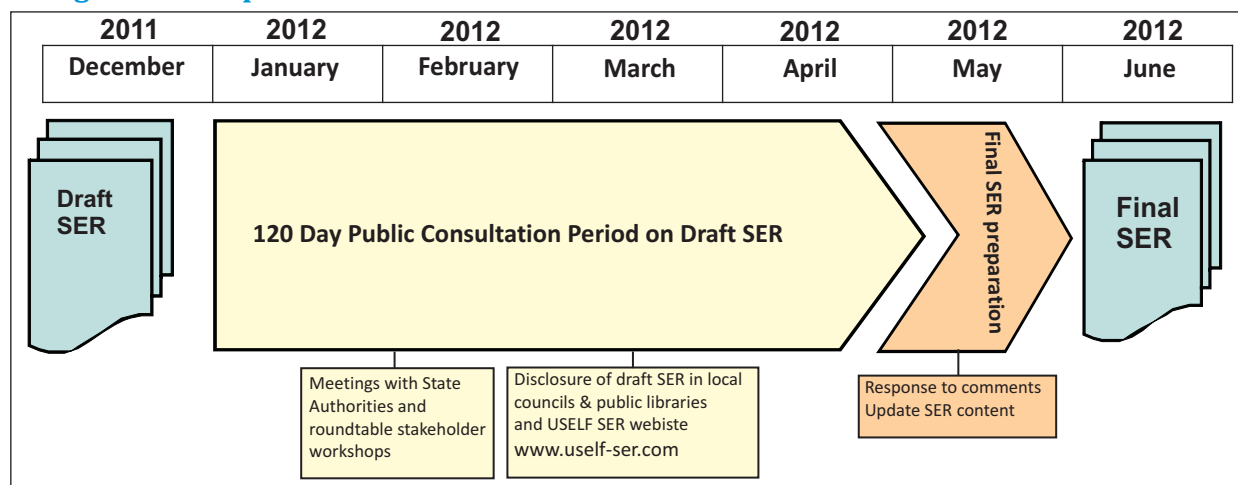 2011 2012 2012 2012 2012 2012 2012
December January February March April May June
Draft
SER
120 Day Public Consultation Period on Draft SER
Final SER preparation
Final
SER
Meetings with State
Authorities and
roundtable stakeholder
workshops
Disclosure of draft SER in local
councils & public libraries
and USELF SER webiste
www.uself-ser.com
Response to comments
Update SER content